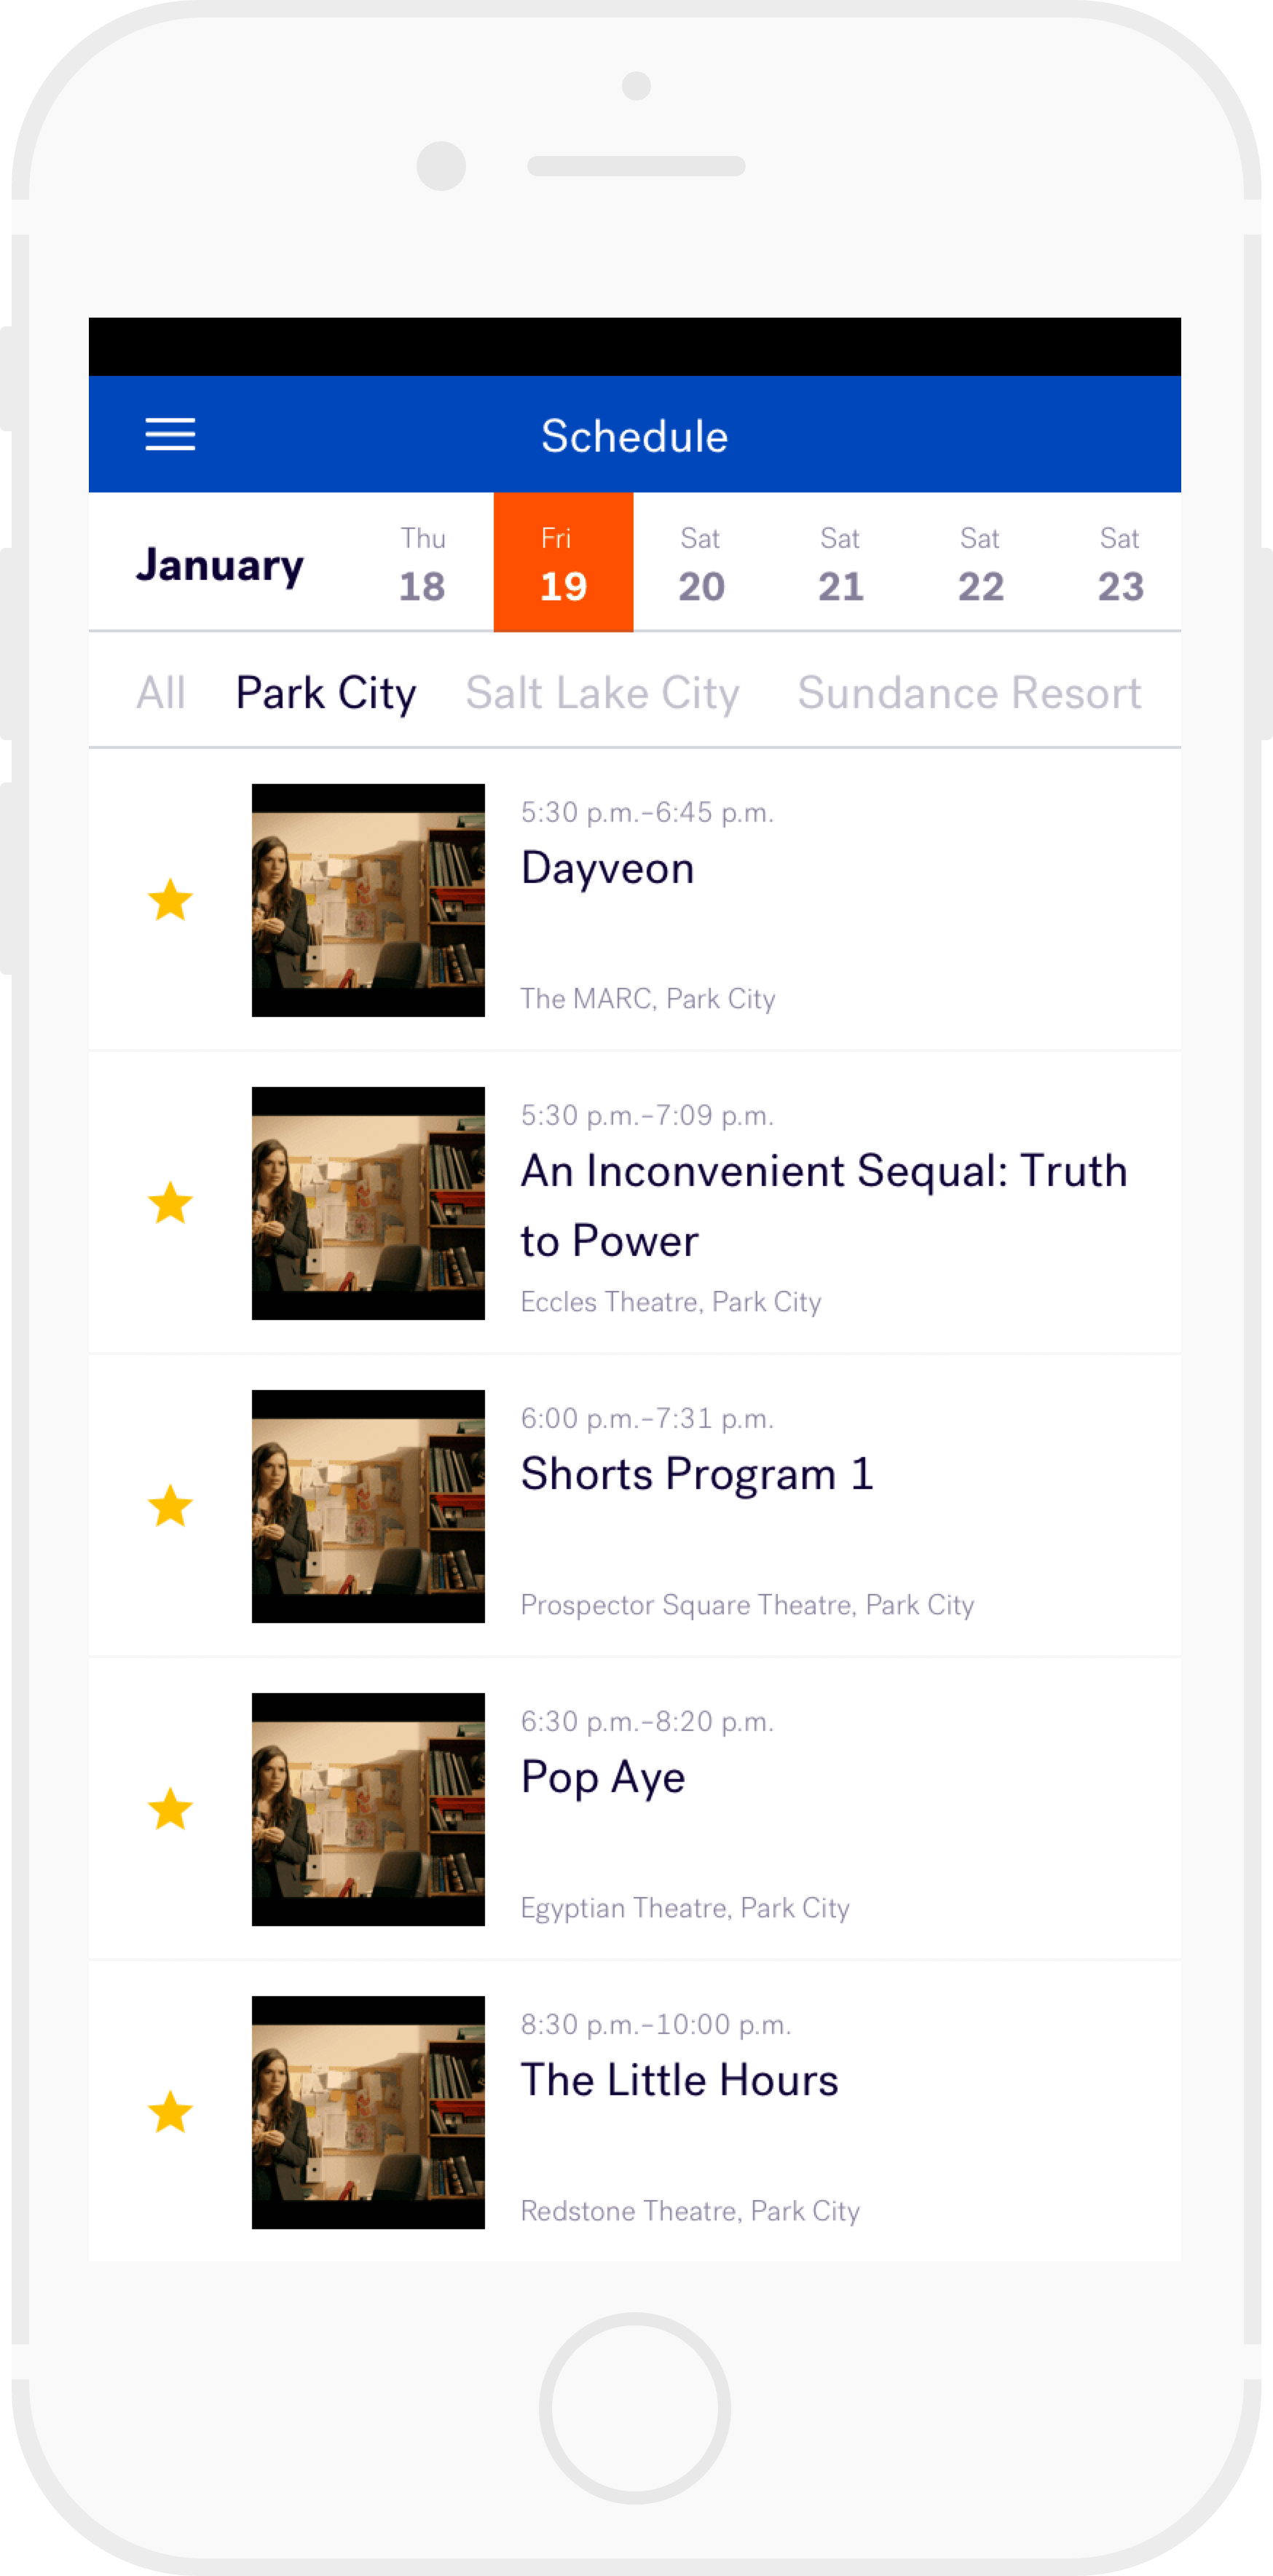 Schedule
January
Thu Fri Sat Sat Sat Sat
18 19 20 21 22 23
All Park City Salt Lake City Sundance Resort
5:30 p.m.–6:45 p.m.
Dayveon
The MARC, Park City
5:30 p.m.–7:09 p.m.
An Inconvenient Sequal: Truth
to Power
Eccles Theatre, Park City
6:00 p.m.–7:31 p.m.
Shorts Program 1
Prospector Square Theatre, Park City
6:30 p.m.–8:20 p.m.
Pop Aye
Egyptian Theatre, Park City
8:30 p.m.–10:00 p.m.
The Little Hours
Redstone Theatre, Park City